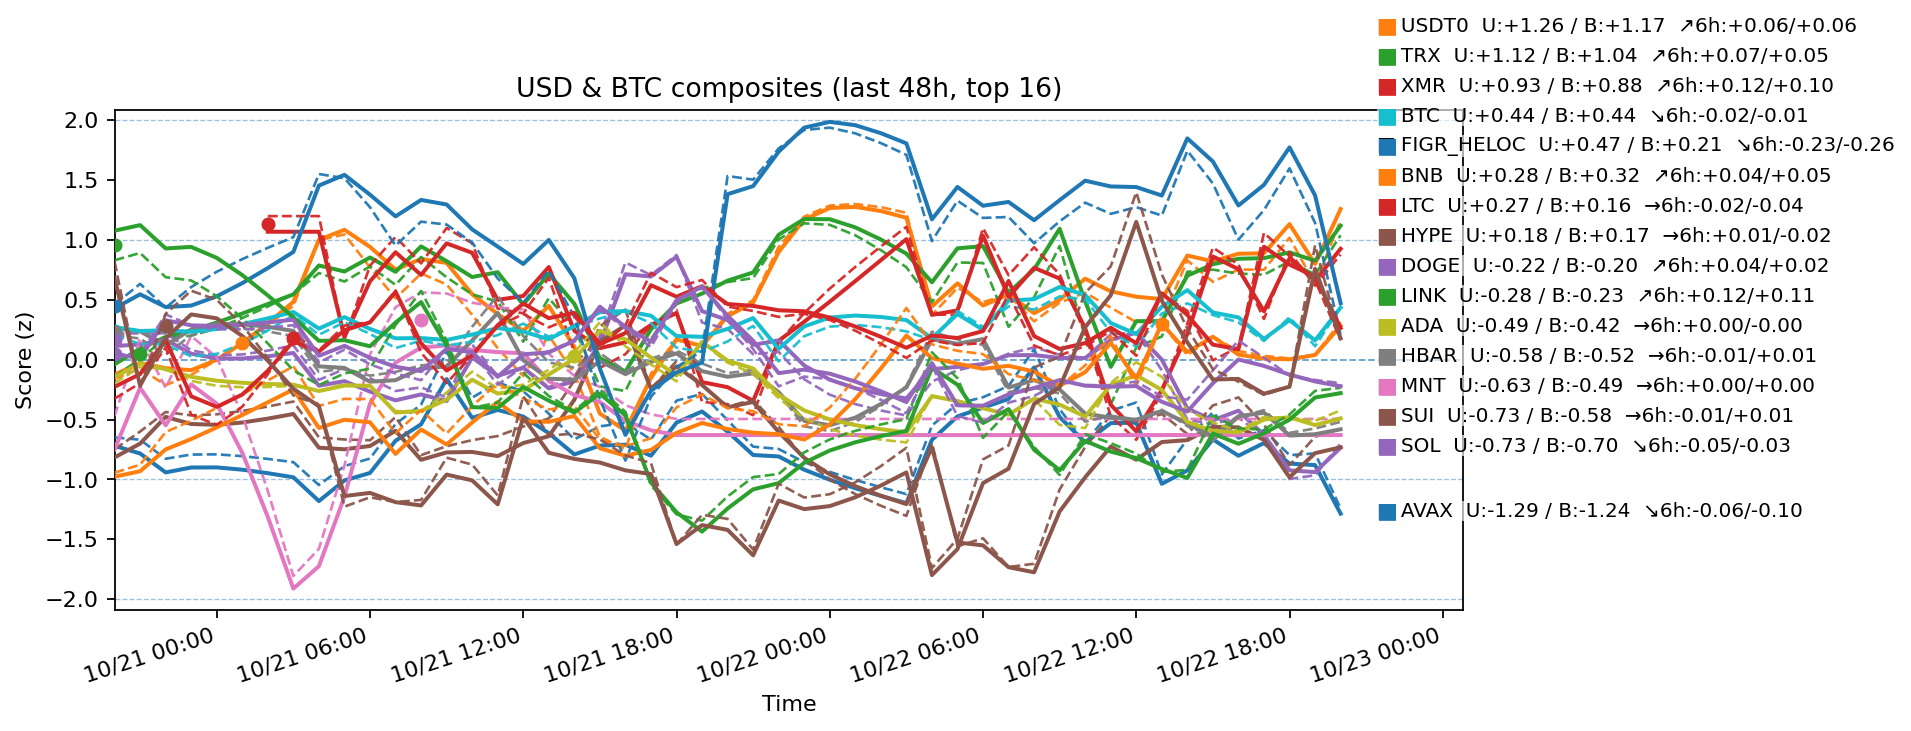 USD & BTC composites (last 48h, top 16)
USDT0 U:+1.26 / B:+1.17 ↗6h:+0.06/+0.06
TRX U:+1.12 / B:+1.04 ↗6h:+0.07/+0.05
XMR U:+0.93 / B:+0.88 ↗6h:+0.12/+0.10
BTC U:+0.44 / B:+0.44 ↘6h:-0.02/-0.01
FIGR_HELOC U:+0.47 / B:+0.21 ↘6h:-0.23/-0.26
BNB U:+0.28 / B:+0.32 ↗6h:+0.04/+0.05
LTC U:+0.27 / B:+0.16 →6h:-0.02/-0.04
HYPE U:+0.18 / B:+0.17 →6h:+0.01/-0.02
DOGE U:-0.22 / B:-0.20 ↗6h:+0.04/+0.02
LINK U:-0.28 / B:-0.23 ↗6h:+0.12/+0.11
ADA U:-0.49 / B:-0.42 →6h:+0.00/-0.00
HBAR U:-0.58 / B:-0.52 →6h:-0.01/+0.01
MNT U:-0.63 / B:-0.49 →6h:+0.00/+0.00
SUI U:-0.73 / B:-0.58 →6h:-0.01/+0.01
SOL U:-0.73 / B:-0.70 ↘6h:-0.05/-0.03
AVAX U:-1.29 / B:-1.24 ↘6h:-0.06/-0.10
Score (z)
2.0
1.5
1.0
0.5
0.0
−0.5
−1.0
−1.5
−2.0
10/21 00:00
10/21 06:00
10/21 12:00
10/21 18:00
10/22 00:00
10/22 06:00
10/22 12:00
10/22 18:00
10/23 00:00
Time